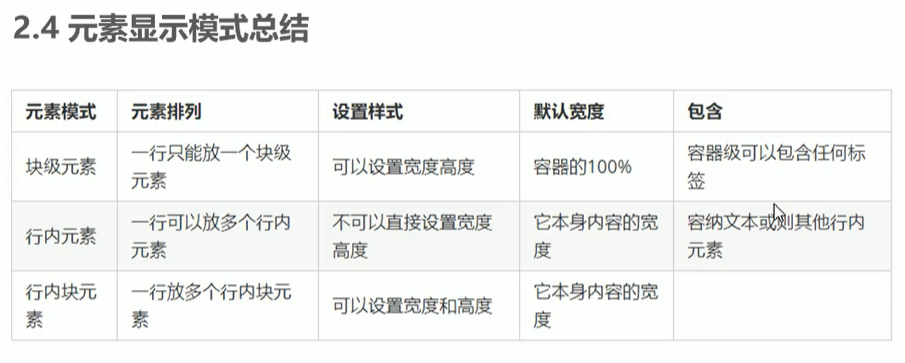 2.4 元素显示模式总结
元素模式 元素排列 设置样式 默认宽度 包含
块级元素 一行只能放一个块级元素 可以设置宽度高度 容器的100% 容器级可以包含任何标签
行内元素 一行可以放多个行内元素 不可以直接设置宽度高度 它本身内容的宽度 容纳文本或则其他行内元素
行内块元素 一行放多个行内块元素 可以设置宽度和高度 它本身内容的宽度